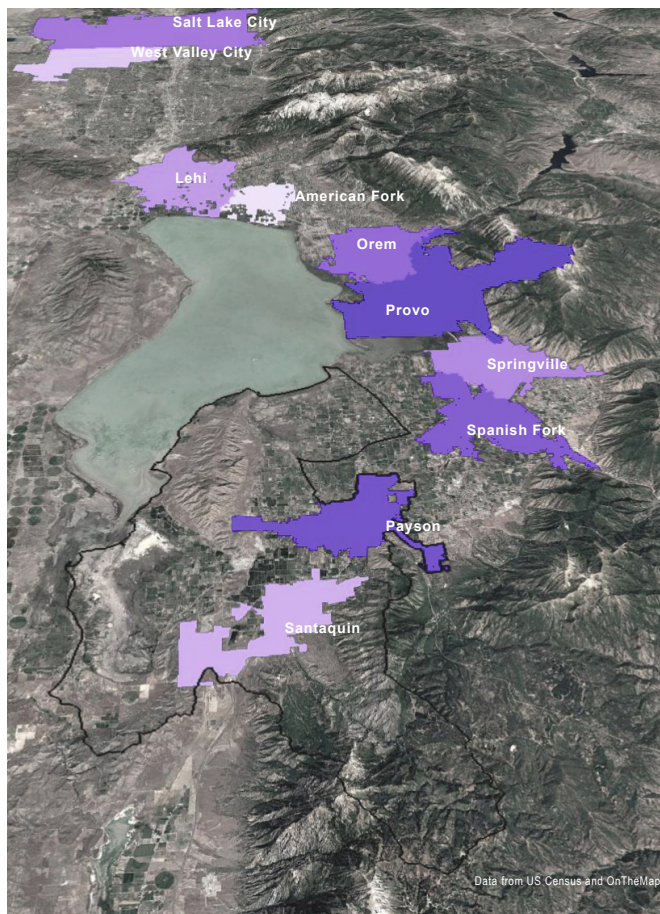 Salt Lake City
West Valley City
Lehi
American Fork
Orem
Provo
Springville
Spanish Fork
Payson
Santaquin
Data from US Census and OnTheMap